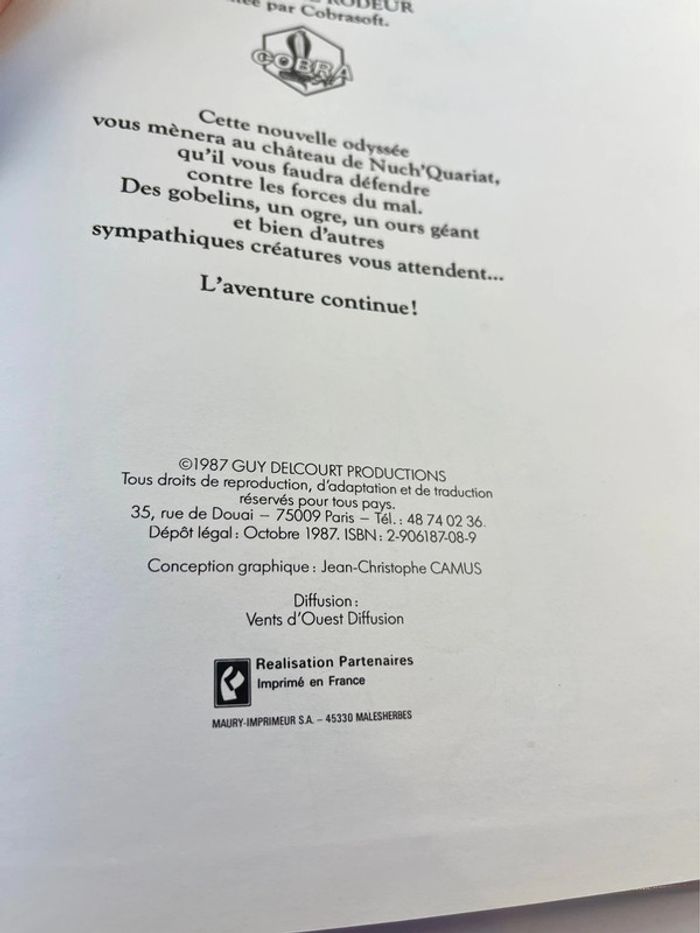 RÔDEUR
par Cobrasoft.
COBRA
Soft
Cette nouvelle odyssée
vous mènera au château de Nuch'Quariat,
qu'il vous faudra défendre
contre les forces du mal.
Des gobelins, un ogre, un ours géant
et bien d'autres
sympathiques créatures vous attendent...
L'aventure continue!
©1987 GUY DELCOURT PRODUCTIONS
Tous droits de reproduction, d'adaptation et de traduction
réservés pour tous pays.
35, rue de Douai – 75009 Paris – Tél.: 48 74 02 36.
Dépôt légal: Octobre 1987. ISBN: 2-906187-08-9
Conception graphique: Jean-Christophe CAMUS
Diffusion:
Vents d'Ouest Diffusion
Realisation Partenaires
Imprimé en France
MAURY-IMPRIMEUR S.A. – 45330 MALESHERBES